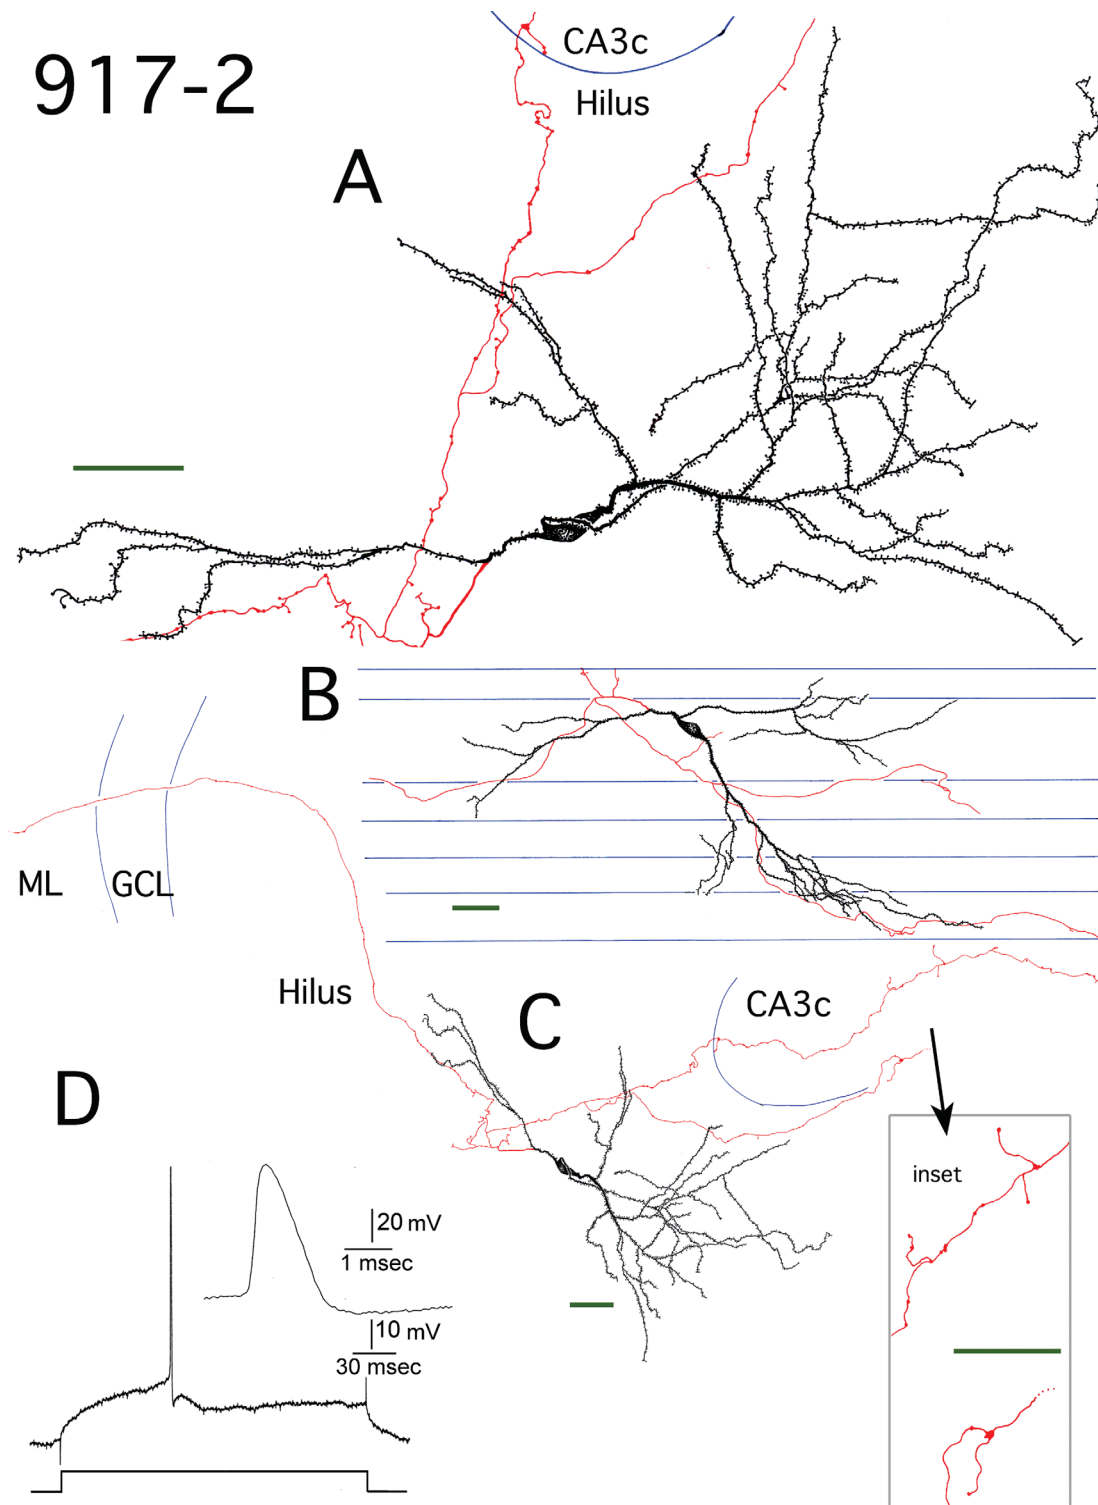 917-2
CA3c
Hilus
A
B
ML
GCL
Hilus
C
CA3c
D
inset
20 mV
1 msec
10 mV
30 msec